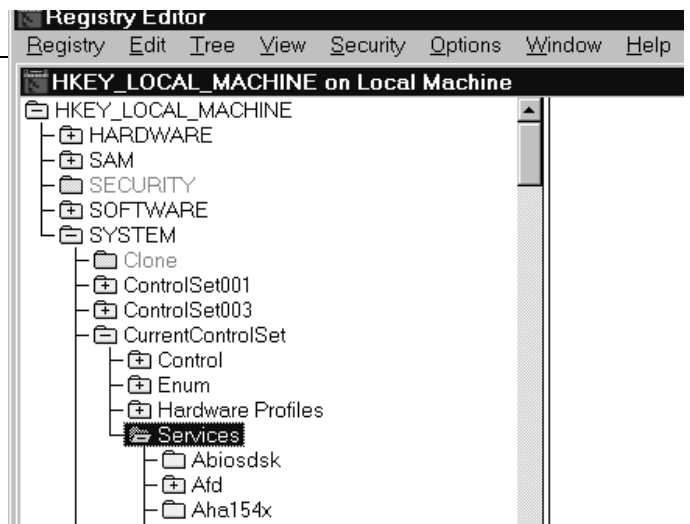 Registry Editor
Registry Edit Tree View Security Options Window Help
HKEY_LOCAL_MACHINE on Local Machine
HKEY_LOCAL_MACHINE
HARDWARE
SAM
SECURITY
SOFTWARE
SYSTEM
Clone
ControlSet001
ControlSet003
CurrentControlSet
Control
Enum
Hardware Profiles
Services
Abiosdsk
Afd
Aha154x